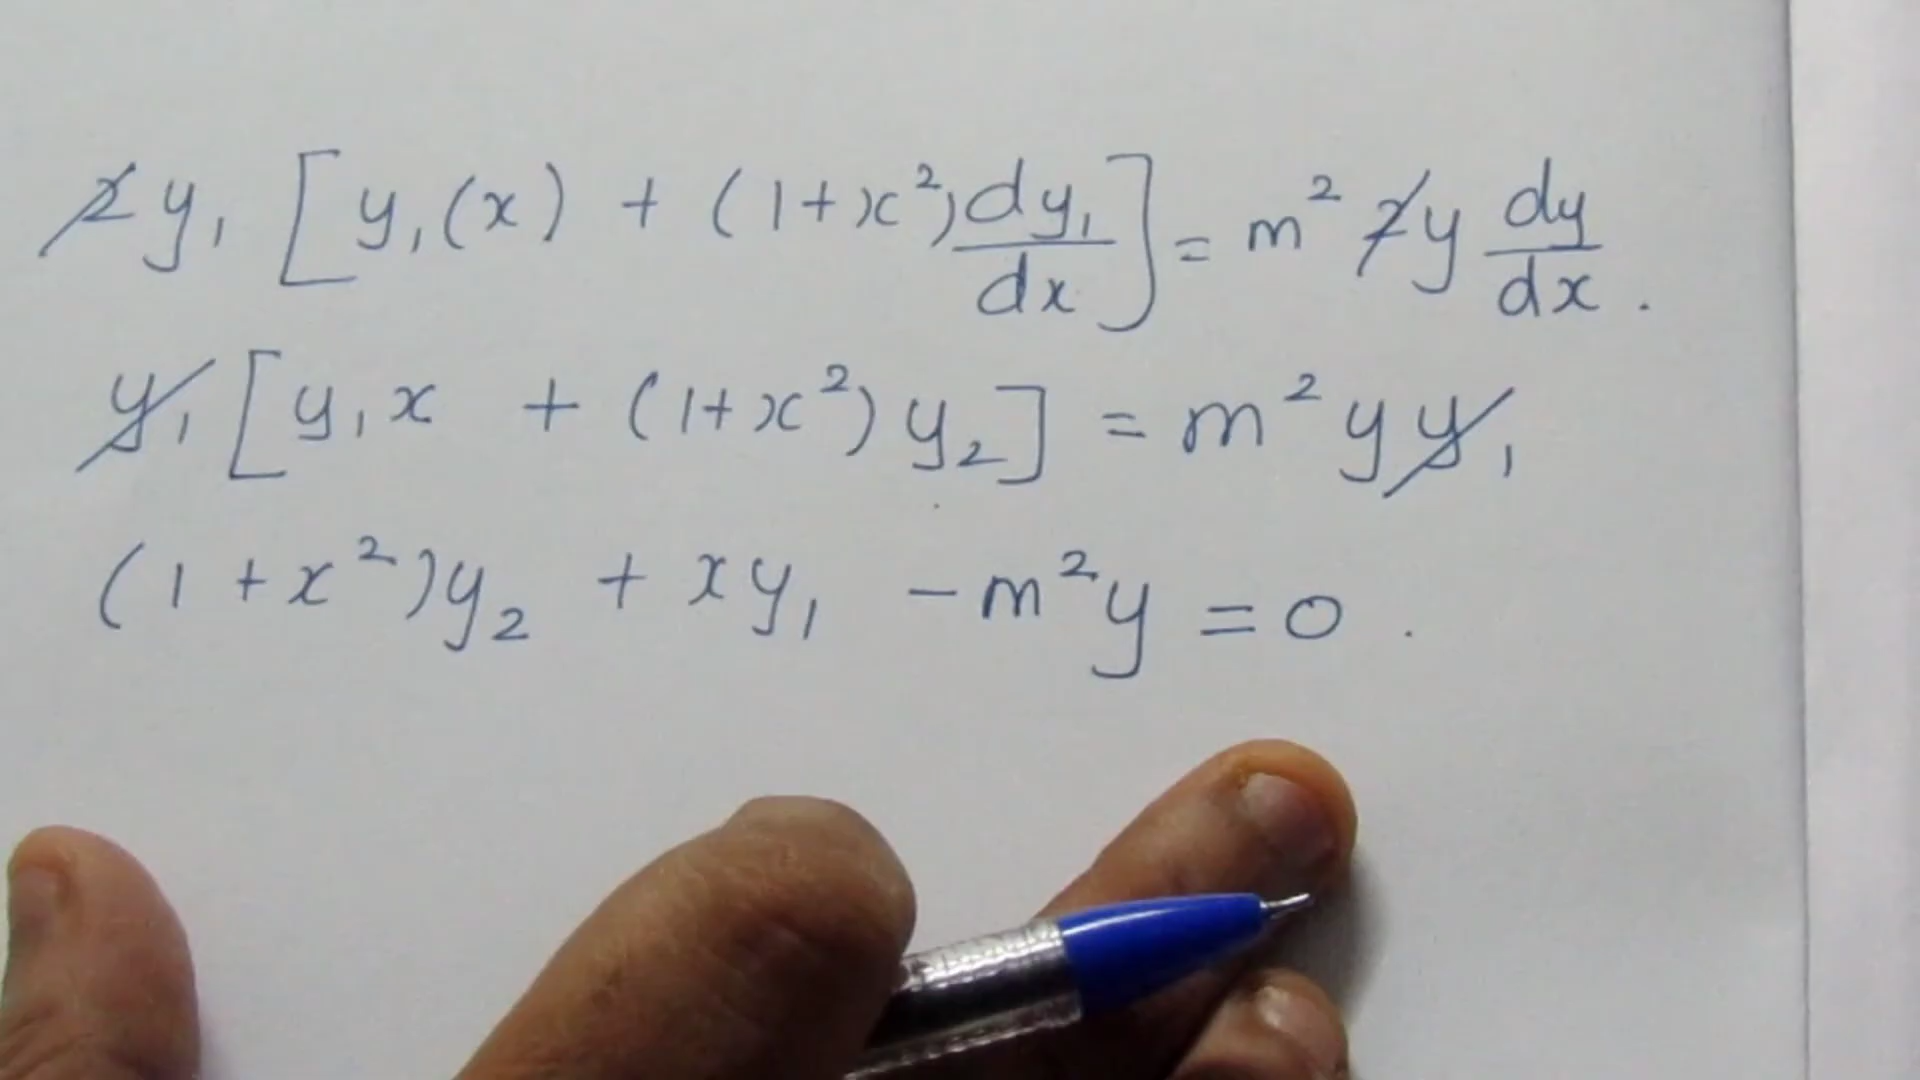 2y₁ [y₁(x) + (1+x²)dy₁/dx] = m² 2y dy/dx.
y₁ [y₁x + (1+x²)y₂] = m² y y₁
(1+x²)y₂ + xy₁ - m²y = 0.